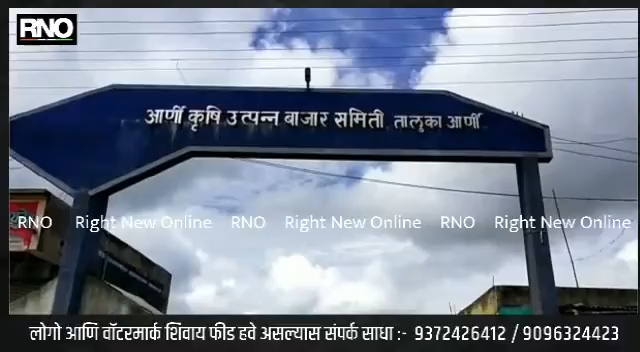 RNO
आर्णी कृषि उत्पन्न बाजार समिती तालुका आर्णी
RNO Right New Online RNO Right New Online RNO Right New Online
लोगो आणि वॉटरमार्क शिवाय फीड हवे असल्यास संपर्क साधा :- 9372426412 / 9096324423